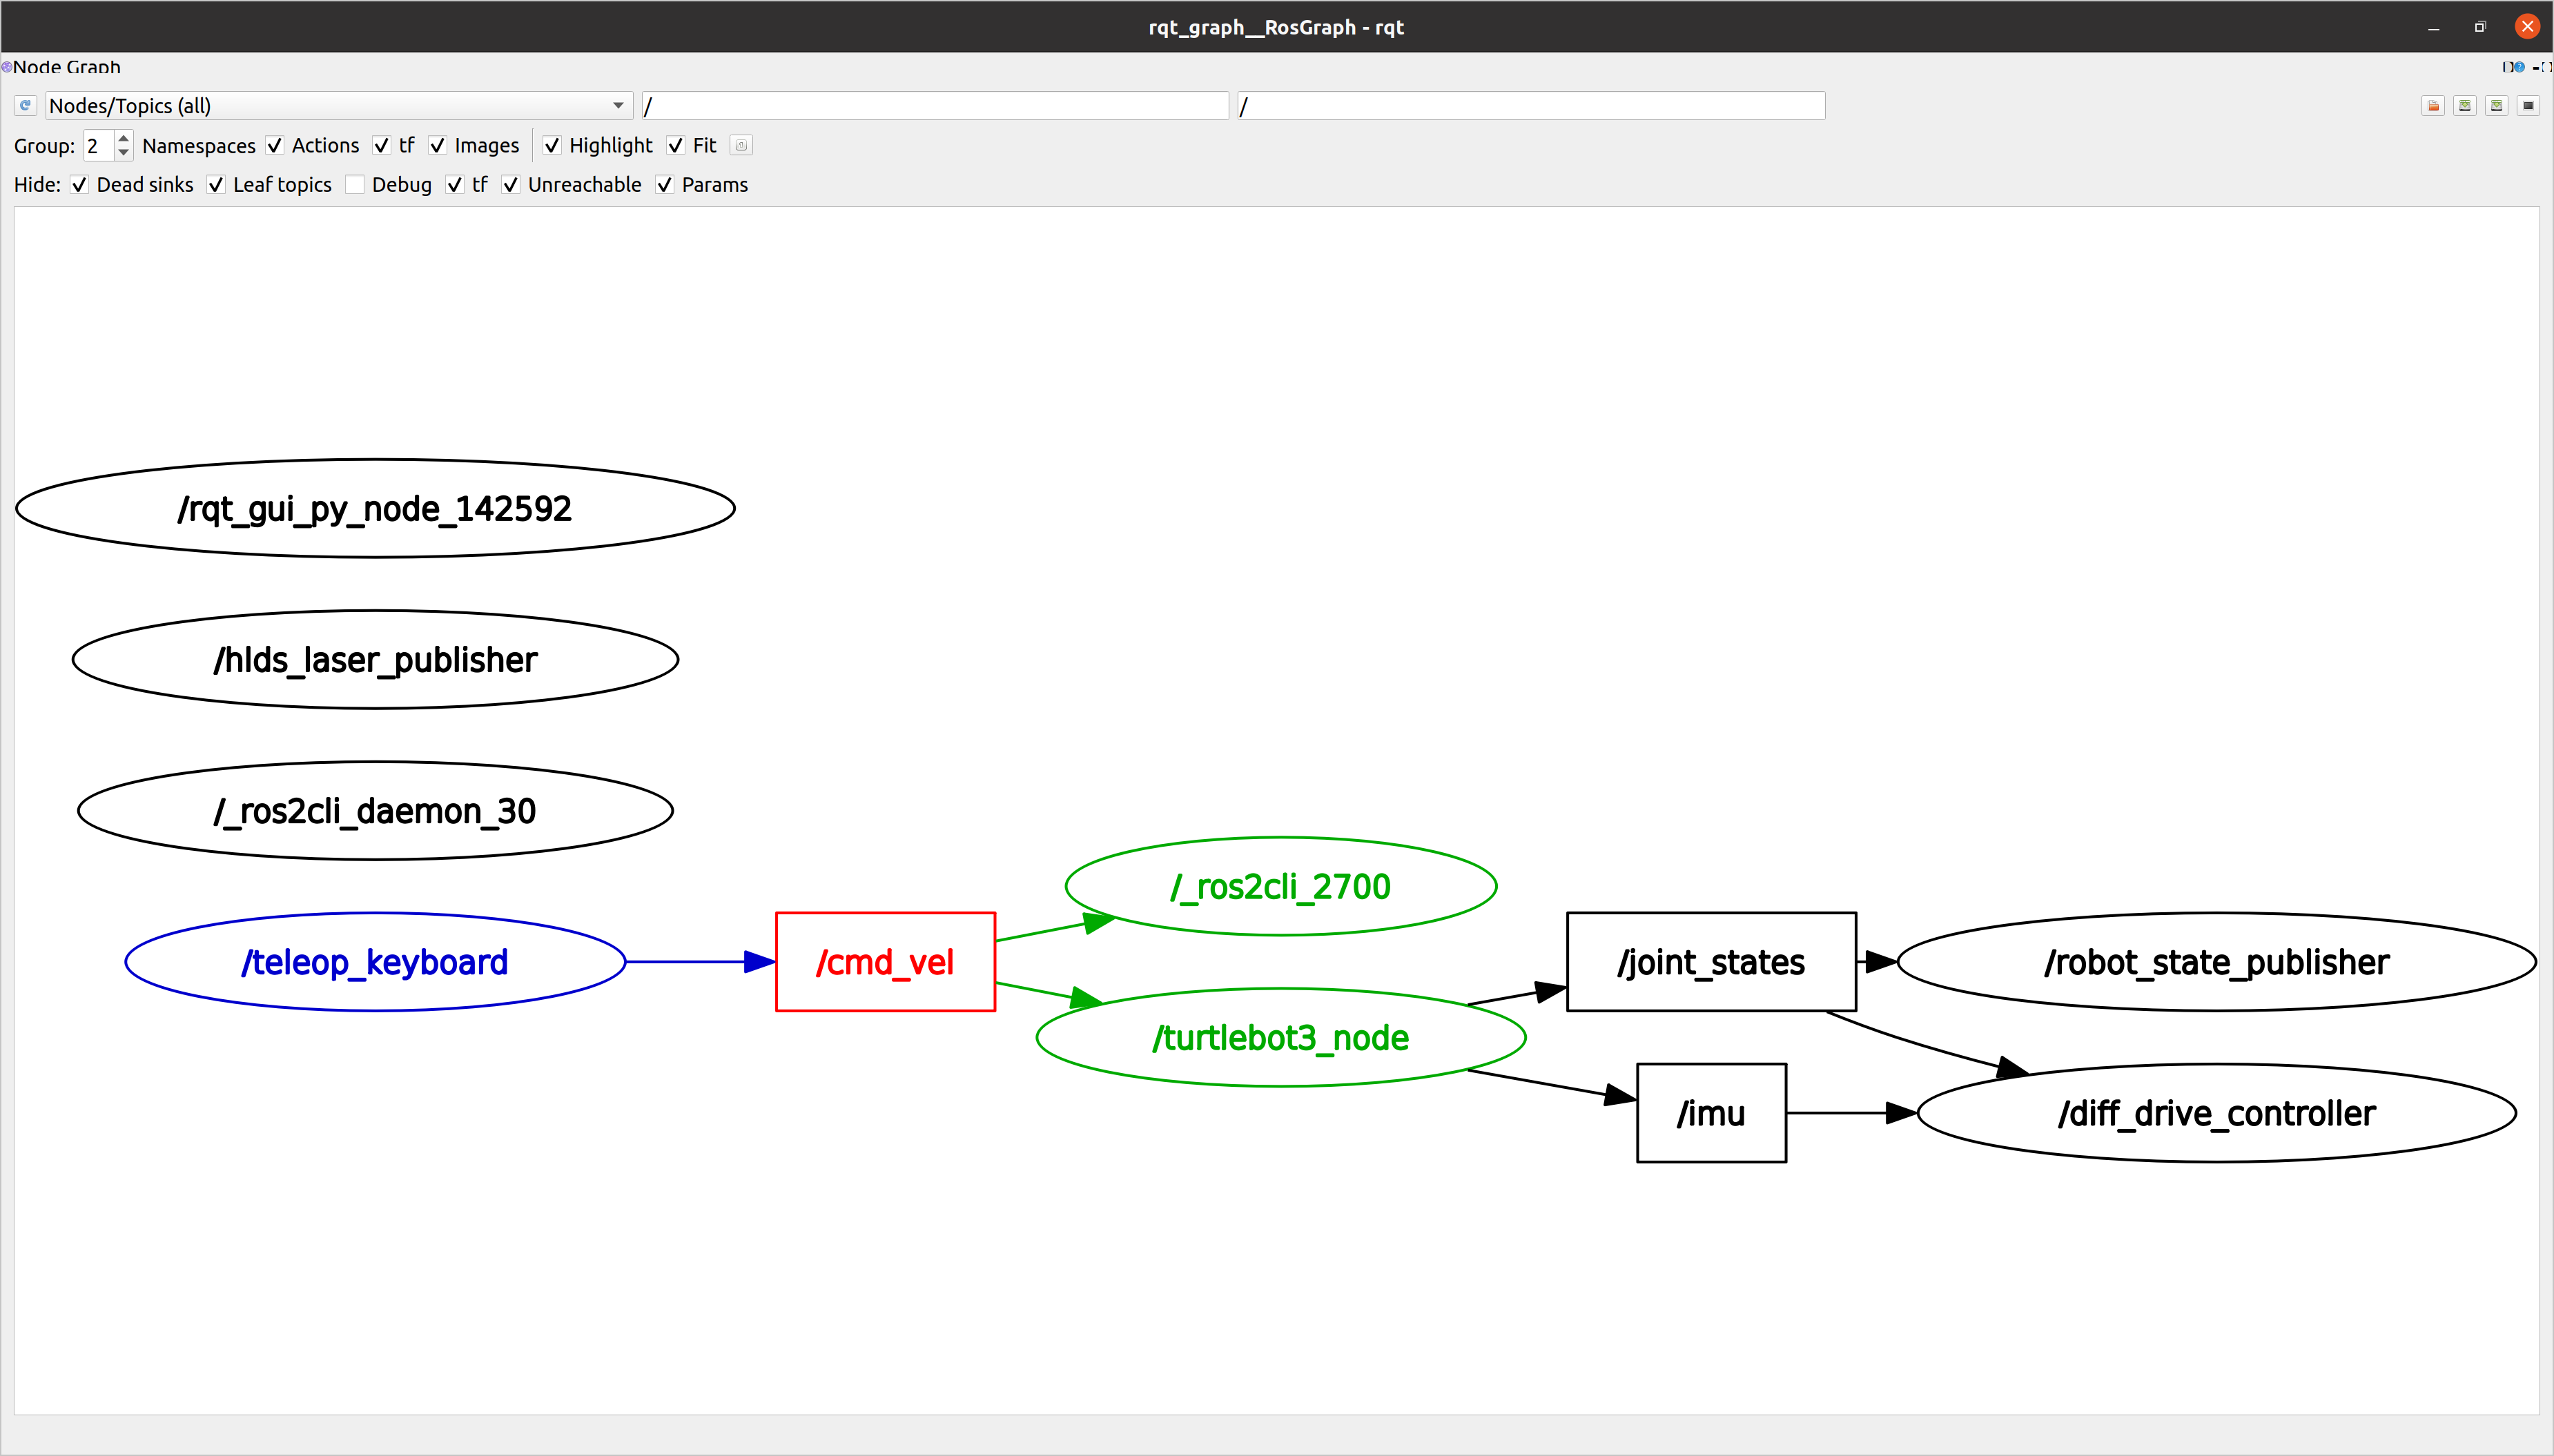 rqt_graph__RosGraph - rqt
Node Graph
Nodes/Topics (all)
/
/
Group: 2 Namespaces Actions tf Images Highlight Fit
Hide: Dead sinks Leaf topics Debug tf Unreachable Params
/rqt_gui_py_node_142592
/hlds_laser_publisher
/_ros2cli_daemon_30
/_ros2cli_2700
/teleop_keyboard
/cmd_vel
/joint_states
/robot_state_publisher
/turtlebot3_node
/imu
/diff_drive_controller